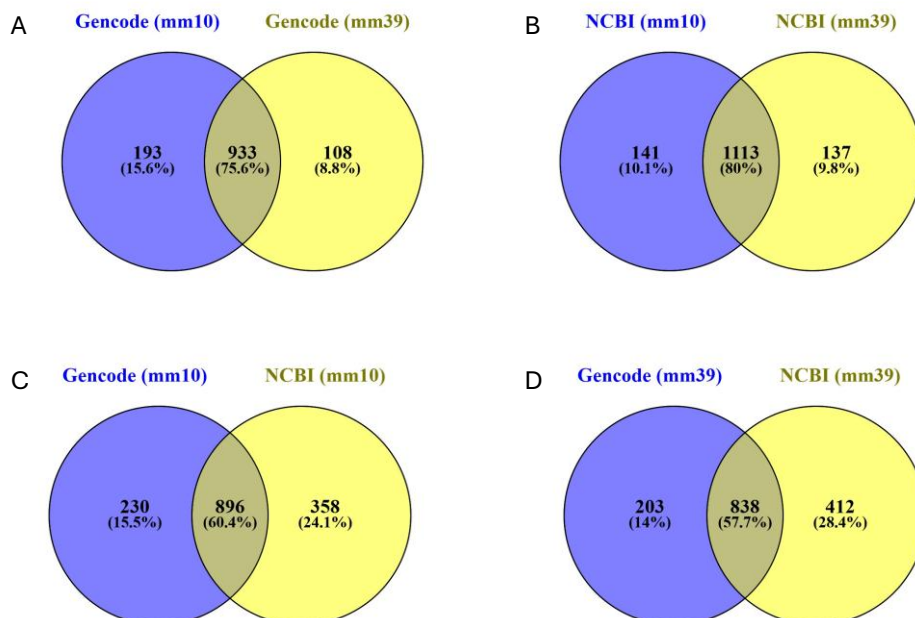 A
Gencode (mm10) Gencode (mm39)
193 933 108
(15.6%) (75.6%) (8.8%)
B
NCBI (mm10) NCBI (mm39)
141 1113 137
(10.1%) (80%) (9.8%)
C
Gencode (mm10) NCBI (mm10)
230 896 358
(15.5%) (60.4%) (24.1%)
D
Gencode (mm39) NCBI (mm39)
203 838 412
(14%) (57.7%) (28.4%)